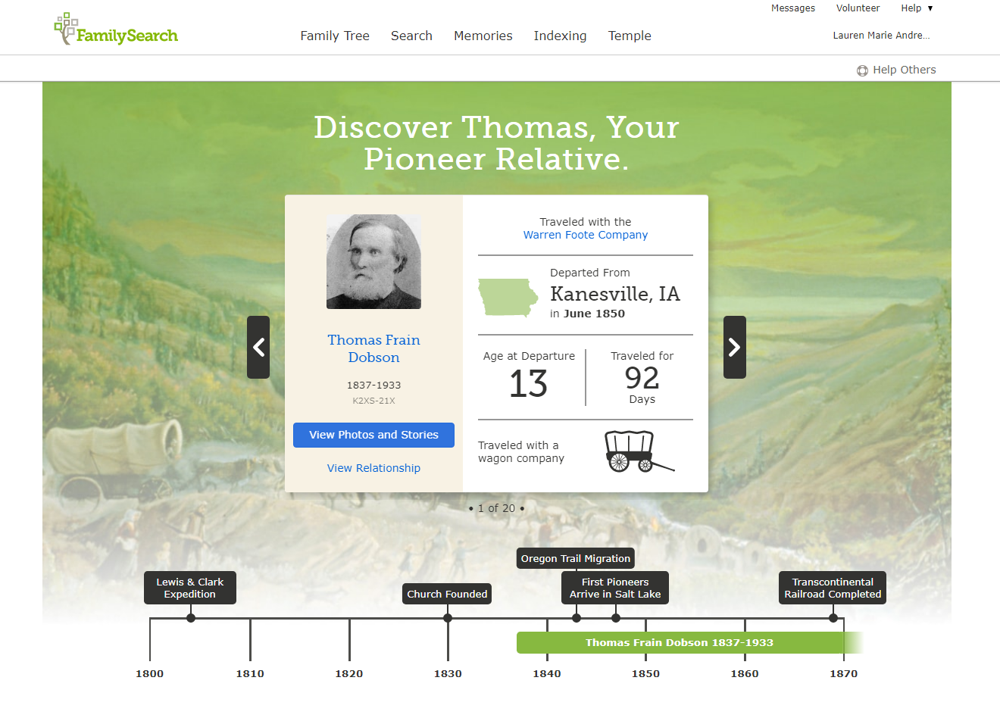 Messages Volunteer Help ▼
FamilySearch
Family Tree Search Memories Indexing Temple
Lauren Marie Andre...
Help Others
Discover Thomas, Your
Pioneer Relative.
Thomas Frain
Dobson
1837-1933
K2XS-21X
View Photos and Stories
View Relationship
Traveled with the
Warren Foote Company
Departed From
Kanesville, IA
in June 1850
Age at Departure
13
Traveled for
92
Days
Traveled with a
wagon company
• 1 of 20 •
Oregon Trail Migration
Lewis & Clark
Expedition
Church Founded
First Pioneers
Arrive in Salt Lake
Transcontinental
Railroad Completed
Thomas Frain Dobson 1837-1933
1800 1810 1820 1830 1840 1850 1860 1870